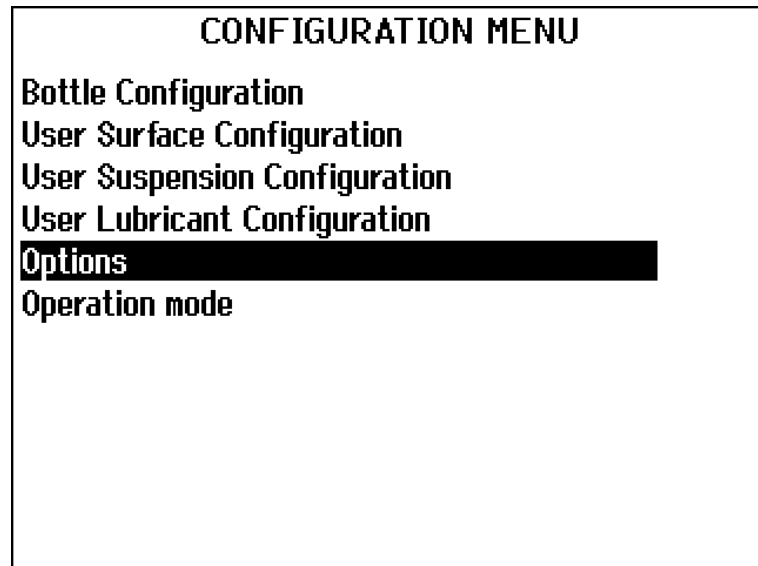 CONFIGURATION MENU
Bottle Configuration
User Surface Configuration
User Suspension Configuration
User Lubricant Configuration
Options
Operation mode